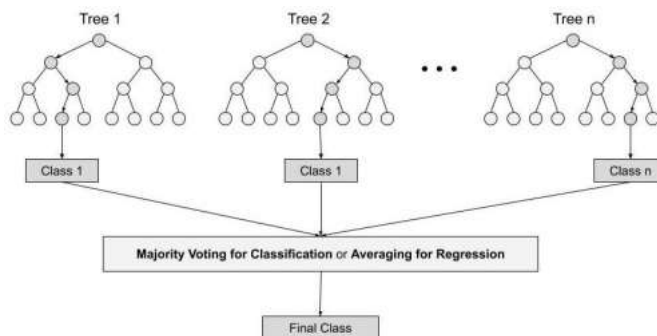 Tree 1 Tree 2 Tree n
Class 1 Class 1 Class n
Majority Voting for Classification or Averaging for Regression
Final Class